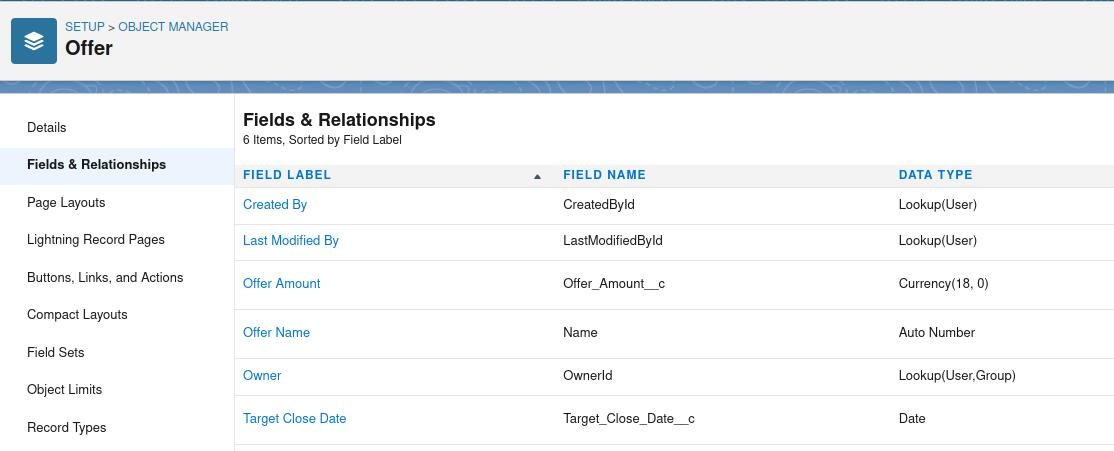 SETUP > OBJECT MANAGER
Offer
Details
Fields & Relationships
Page Layouts
Lightning Record Pages
Buttons, Links, and Actions
Compact Layouts
Field Sets
Object Limits
Record Types
Fields & Relationships
6 Items, Sorted by Field Label
FIELD LABEL FIELD NAME DATA TYPE
Created By CreatedById Lookup(User)
Last Modified By LastModifiedById Lookup(User)
Offer Amount Offer_Amount__c Currency(18, 0)
Offer Name Name Auto Number
Owner OwnerId Lookup(User,Group)
Target Close Date Target_Close_Date__c Date